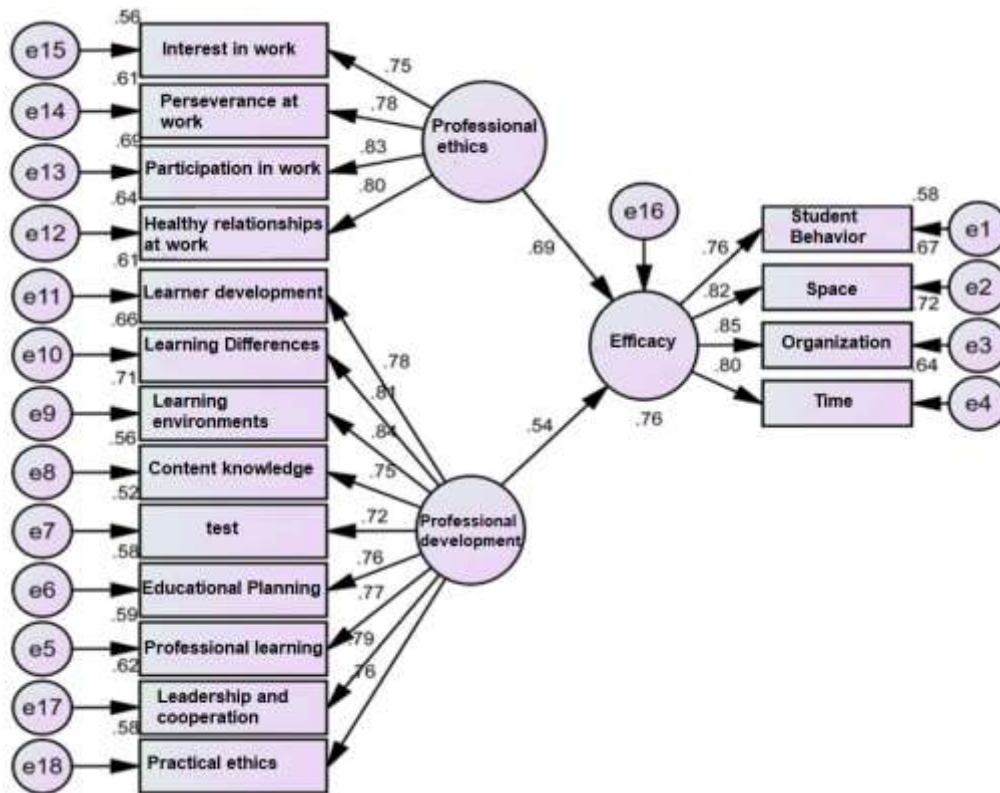 .56
e15
Interest in work
.75
.61
e14
Perseverance at
work
.78
.69
e13
Participation in work
.83
.64
e12
Healthy relationships
at work
.80
.61
e11
Learner development
.78
.66
e10
Learning Differences
.81
.71
e9
Learning
environments
.84
.56
e8
Content knowledge
.75
.52
e7
test
.72
.58
e6
Educational Planning
.76
.59
e5
Professional learning
.77
.62
e17
Leadership and
cooperation
.79
.58
e18
Practical ethics
.76
Professional
ethics
.69
Professional
development
.54
e16
Efficacy
.76
.76
Student
Behavior
.58
e1
.82
Space
.67
e2
.85
Organization
.72
e3
.80
Time
.64
e4